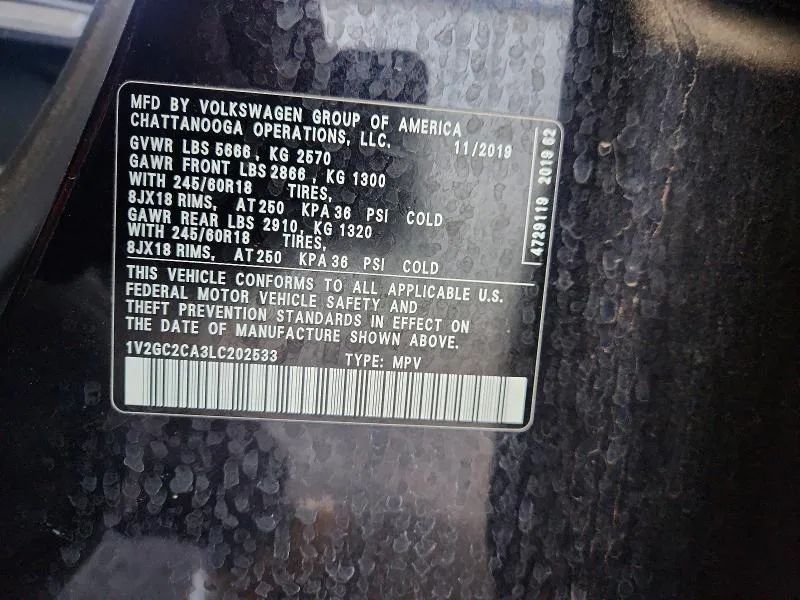 MFD BY VOLKSWAGEN GROUP OF AMERICA
CHATTANOOGA OPERATIONS, LLC.
11/2019
GVWR LBS 5666 , KG 2570
GAWR FRONT LBS 2866 , KG 1300
WITH 245/60R18 TIRES,
8JX18 RIMS, AT 250 KPA 36 PSI COLD
GAWR REAR LBS 2910, KG 1320
WITH 245/60R18 TIRES,
8JX18 RIMS, AT 250 KPA 36 PSI COLD
THIS VEHICLE CONFORMS TO ALL APPLICABLE U.S.
FEDERAL MOTOR VEHICLE SAFETY AND
THEFT PREVENTION STANDARDS IN EFFECT ON
THE DATE OF MANUFACTURE SHOWN ABOVE.
1V2GC2CA3LC202533 TYPE: MPV
4729119 2019 62